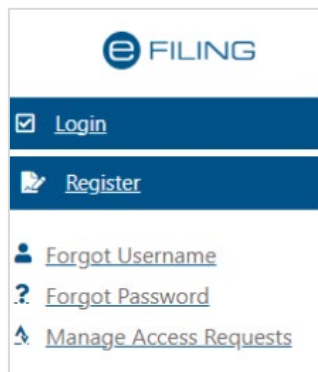 e FILING
Login
Register
Forgot Username
? Forgot Password
Manage Access Requests